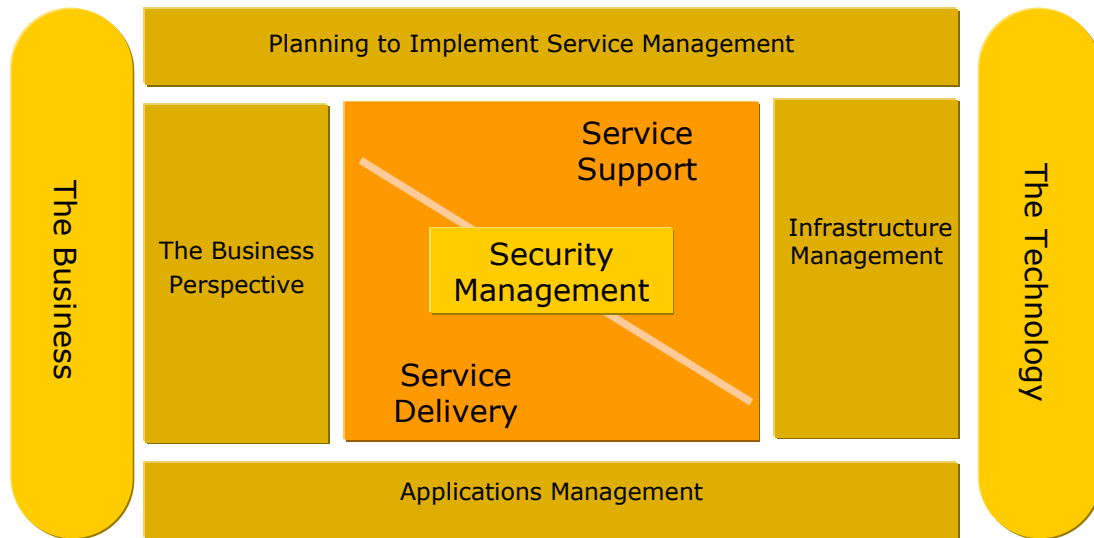 Planning to Implement Service Management
The Business
The Business
Perspective
Service
Support
Security
Management
Service
Delivery
Infrastructure
Management
The Technology
Applications Management